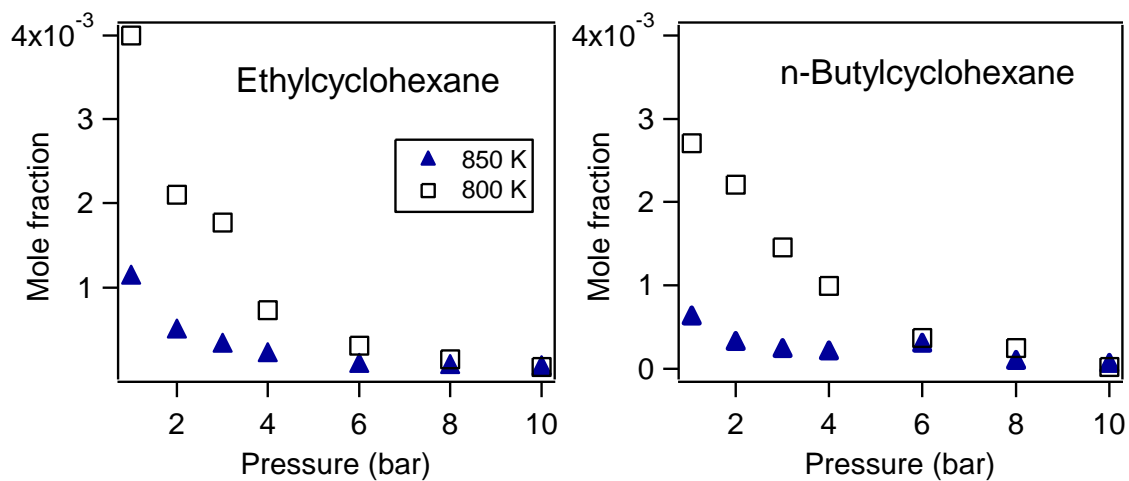 4x10⁻³
3
2
1
Mole fraction
Ethylcyclohexane
850 K
800 K
2 4 6 8 10
Pressure (bar)
4x10⁻³
3
2
1
0
Mole fraction
n-Butylcyclohexane
2 4 6 8 10
Pressure (bar)